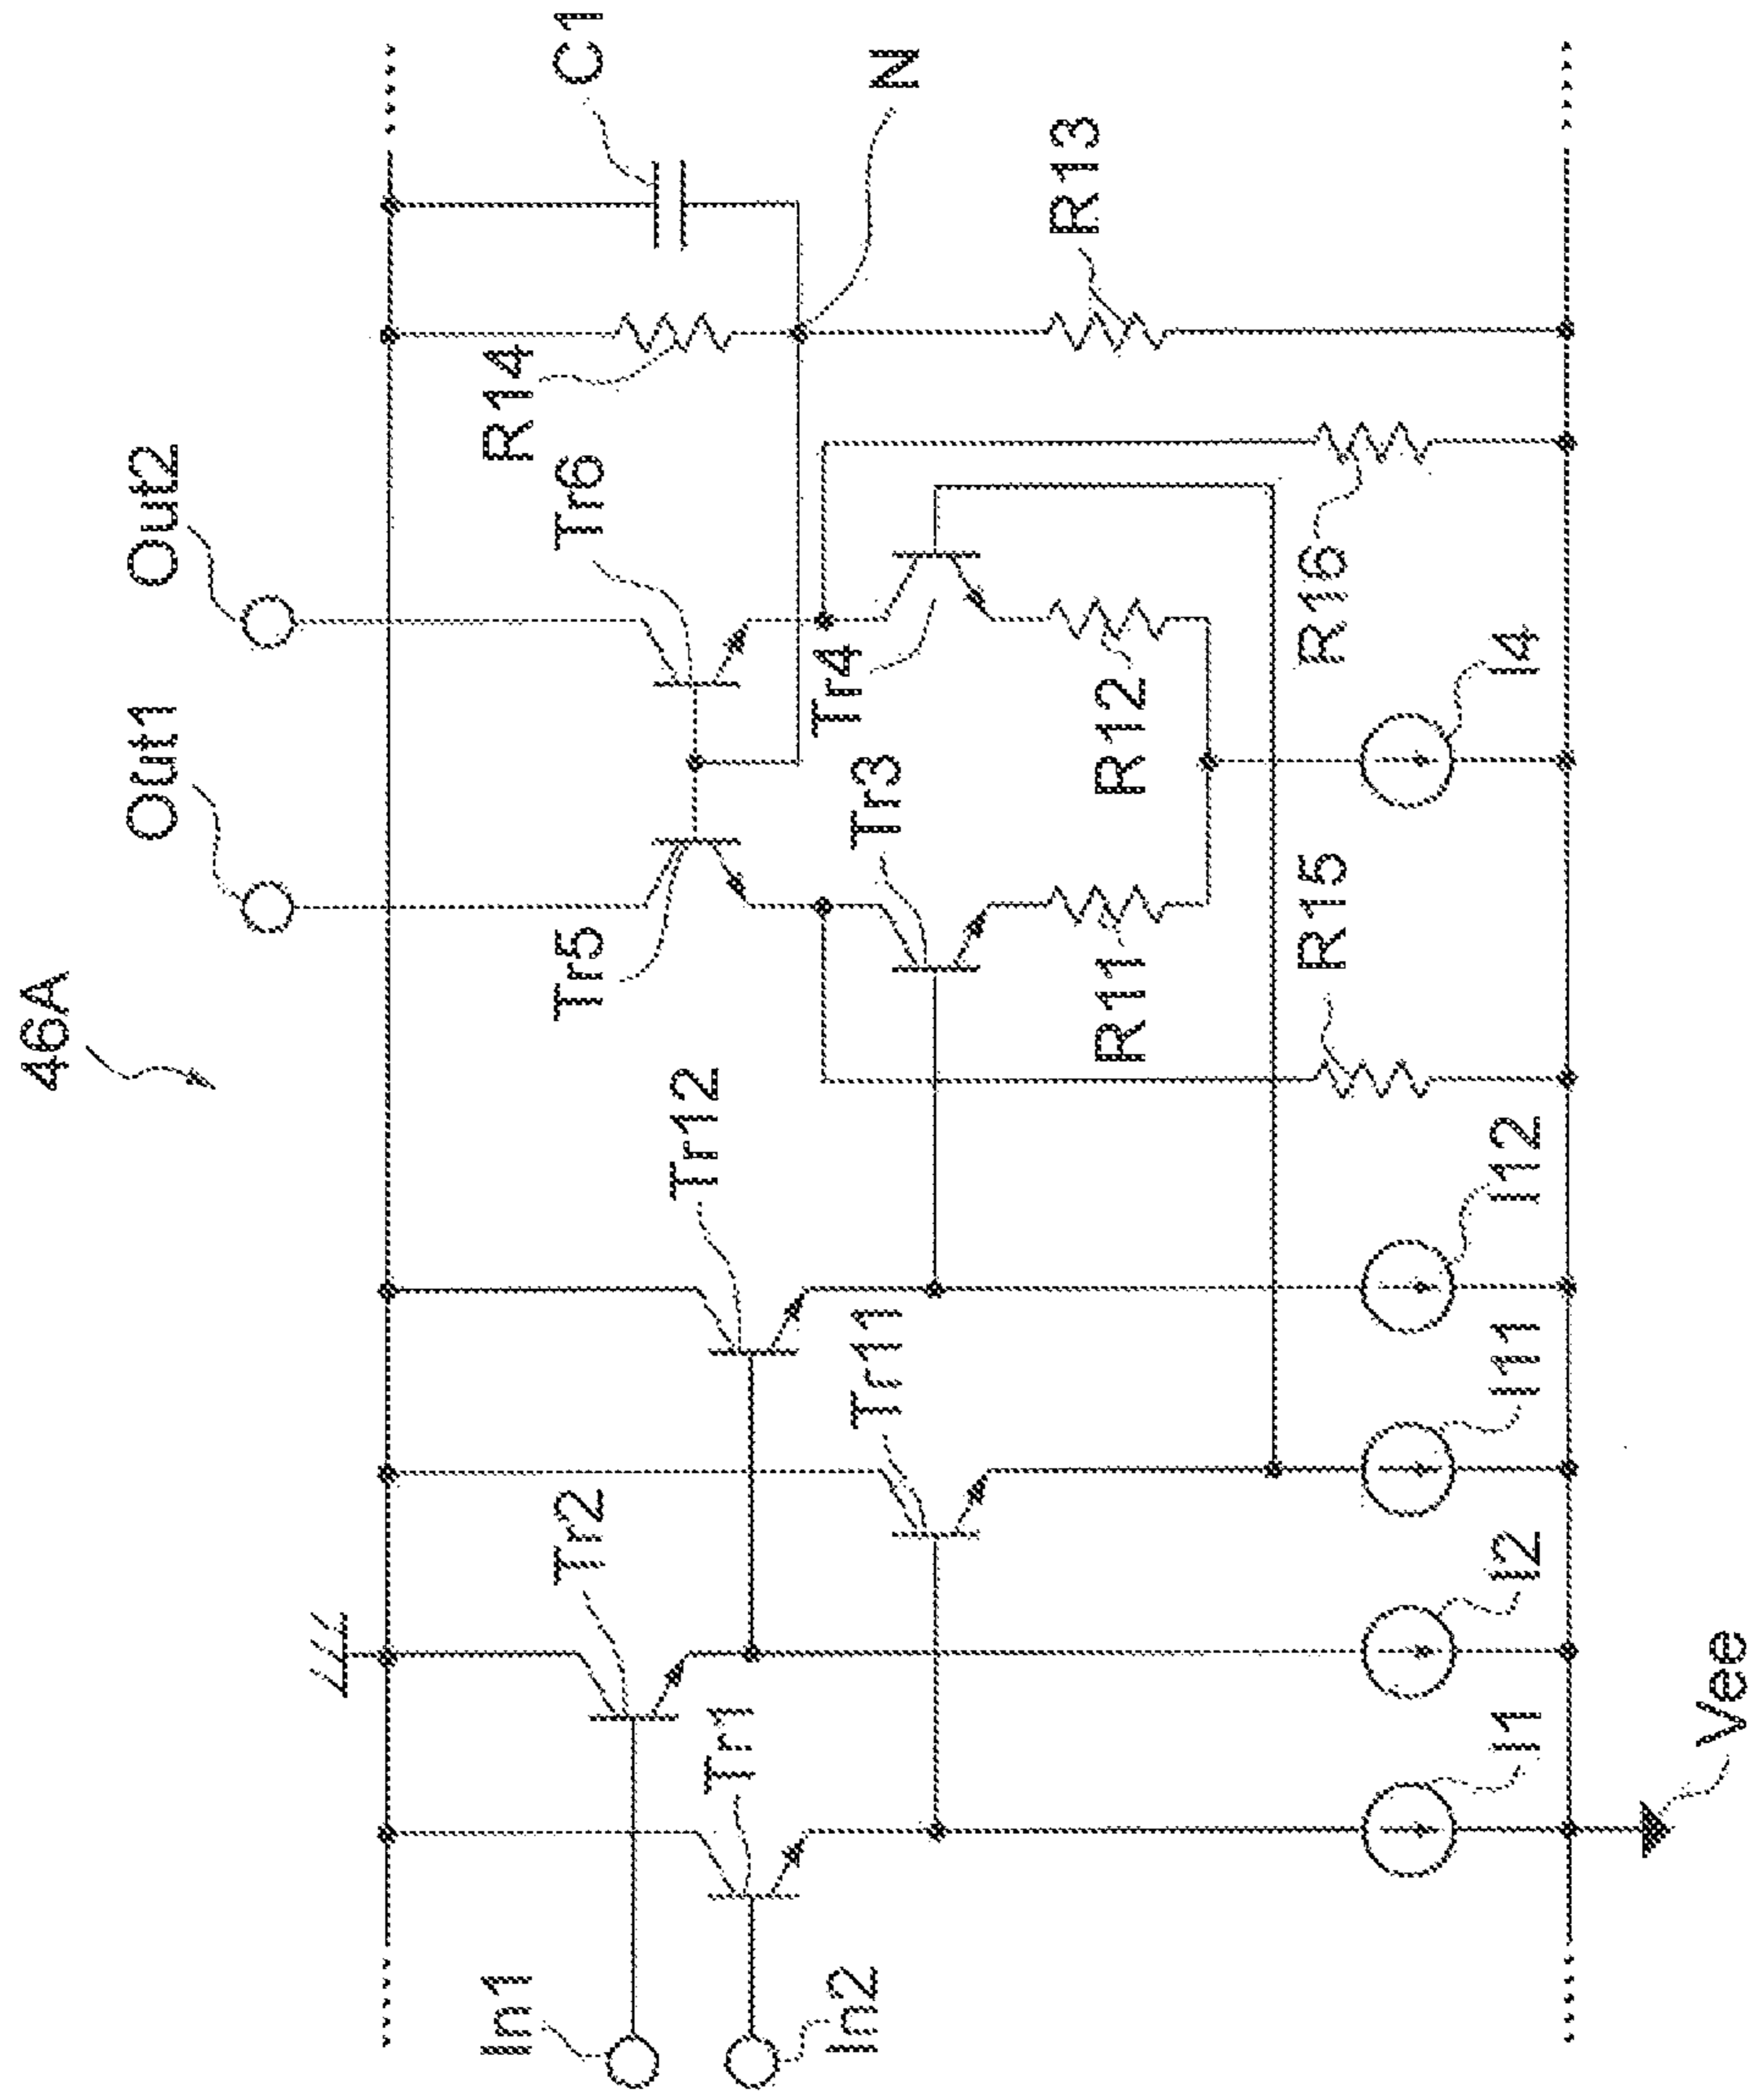 46A
Out1
Out2
In1
In2
Tr2
Tr1
Tr12
Tr11
Tr5
Tr6
Tr3
Tr4
R14
C1
N
R11
R12
R13
R15
R16
I1
I2
I11
I12
I4
Vee